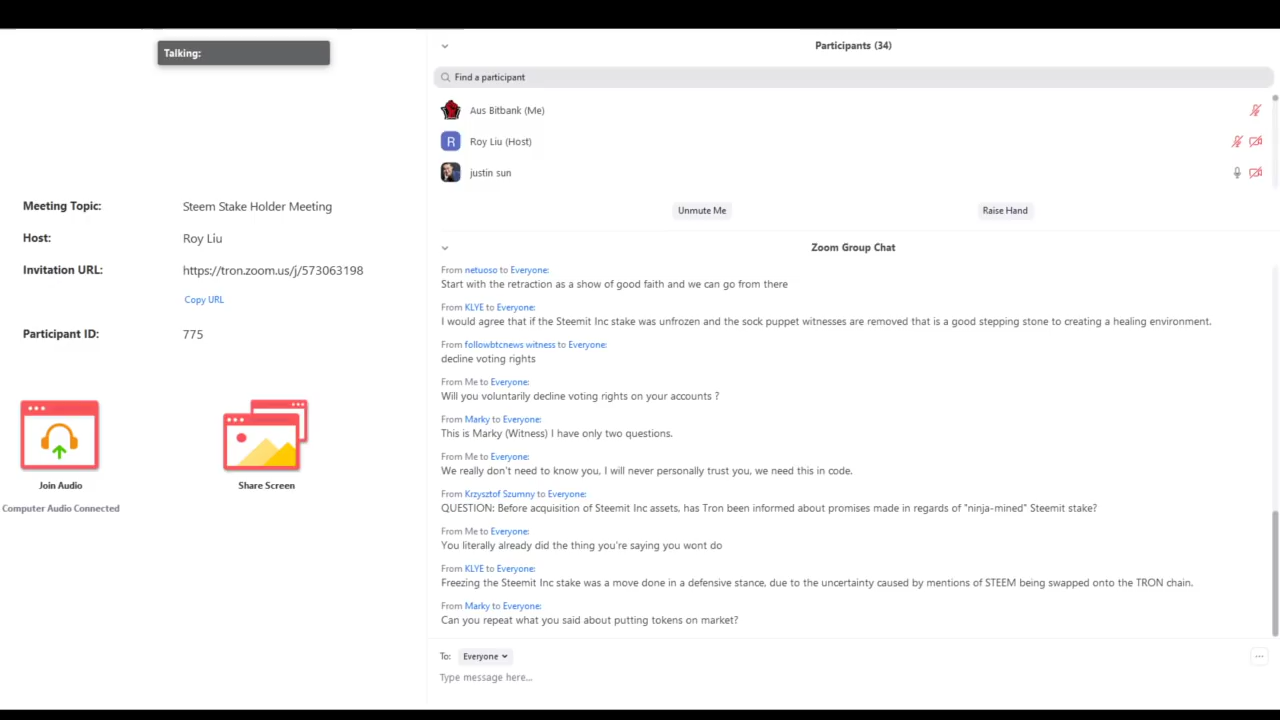 Talking:
Participants (34)
Find a participant
Aus Bitbank (Me)
R Roy Liu (Host)
justin sun
Unmute Me
Raise Hand
Meeting Topic: Steem Stake Holder Meeting
Host: Roy Liu
Invitation URL: https://tron.zoom.us/j/573063198
Copy URL
Participant ID: 775
Join Audio
Share Screen
Computer Audio Connected
Zoom Group Chat
From netuoso to Everyone:
Start with the retraction as a show of good faith and we can go from there
From KLYE to Everyone:
I would agree that if the Steemit Inc stake was unfrozen and the sock puppet witnesses are removed that is a good stepping stone to creating a healing environment.
From followbtcnews witness to Everyone:
decline voting rights
From Me to Everyone:
Will you voluntarily decline voting rights on your accounts ?
From Marky to Everyone:
This is Marky (Witness) I have only two questions.
From Me to Everyone:
We really don't need to know you, I will never personally trust you, we need this in code.
From Krzysztof Szumny to Everyone:
QUESTION: Before acquisition of Steemit Inc assets, has Tron been informed about promises made in regards of "ninja-mined" Steemit stake?
From Me to Everyone:
You literally already did the thing you're saying you wont do
From KLYE to Everyone:
Freezing the Steemit Inc stake was a move done in a defensive stance, due to the uncertainty caused by mentions of STEEM being swapped onto the TRON chain.
From Marky to Everyone:
Can you repeat what you said about putting tokens on market?
To: Everyone
Type message here...